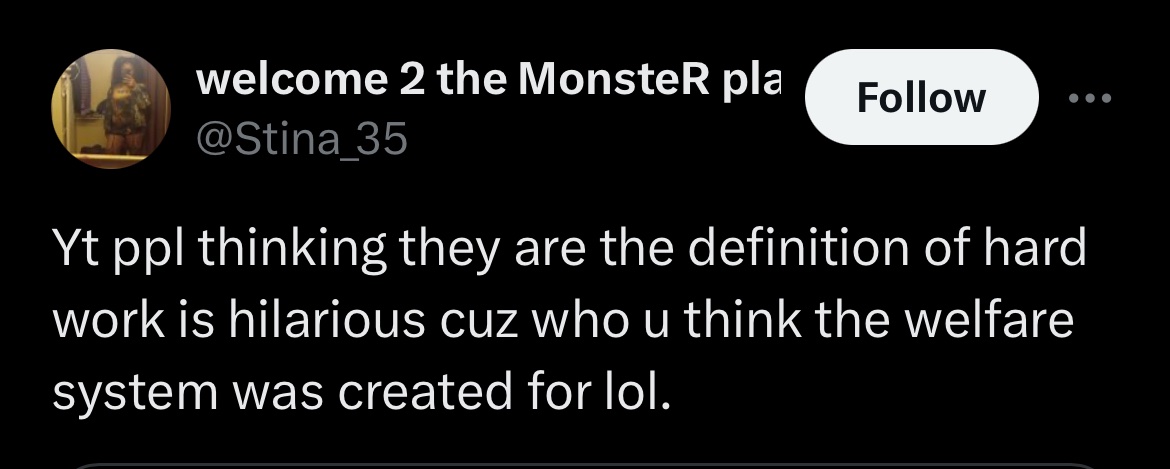 welcome 2 the MonsteR pla
Follow
@Stina_35
Yt ppl thinking they are the definition of hard
work is hilarious cuz who u think the welfare
system was created for lol.